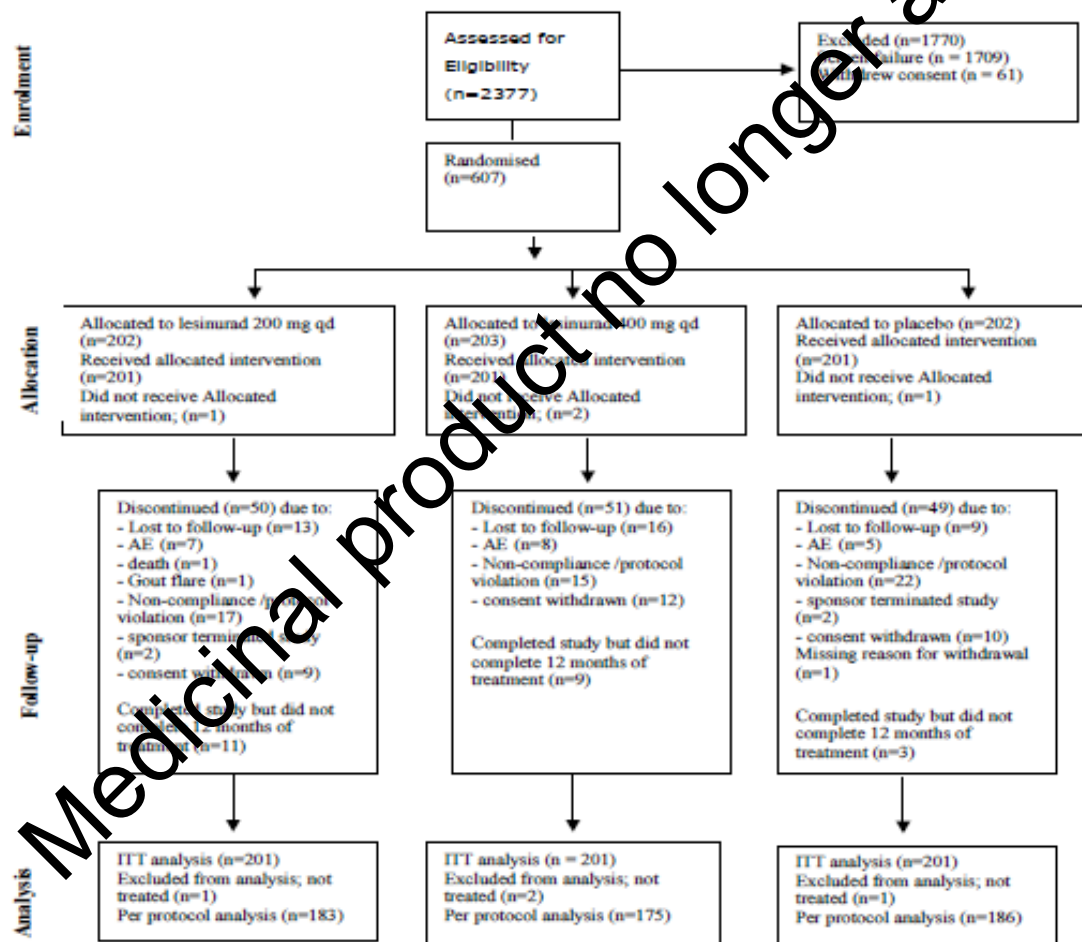 Enrolment
Assessed for
Eligibility
(n=2377)
Excluded (n=1770)
Screen failure (n = 1709)
Withdrew consent (n = 61)
Randomised
(n=607)
Allocation
Allocated to lesinurad 200 mg qd
(n=202)
Received allocated intervention
(n=201)
Did not receive Allocated
intervention; (n=1)
Allocated to lesinurad 400 mg qd
(n=203)
Received allocated intervention
(n=201)
Did not receive Allocated
intervention; (n=2)
Allocated to placebo (n=202)
Received allocated intervention
(n=201)
Did not receive Allocated
intervention; (n=1)
Follow-up
Discontinued (n=50) due to:
- Lost to follow-up (n=13)
- AE (n=7)
- death (n=1)
- Gout flare (n=1)
- Non-compliance /protocol
violation (n=17)
- sponsor terminated study
(n=2)
- consent withdrawn (n=9)
Completed study but did not
complete 12 months of
treatment (n=11)
Discontinued (n=51) due to:
- Lost to follow-up (n=16)
- AE (n=8)
- Non-compliance /protocol
violation (n=15)
- consent withdrawn (n=12)
Completed study but did not
complete 12 months of
treatment (n=9)
Discontinued (n=49) due to:
- Lost to follow-up (n=9)
- AE (n=5)
- Non-compliance /protocol
violation (n=22)
- sponsor terminated study
(n=2)
- consent withdrawn (n=10)
Missing reason for withdrawal
(n=1)
Completed study but did not
complete 12 months of
treatment (n=3)
Analysis
ITT analysis (n=201)
Excluded from analysis; not
treated (n=1)
Per protocol analysis (n=183)
ITT analysis (n = 201)
Excluded from analysis; not
treated (n=2)
Per protocol analysis (n=175)
ITT analysis (n=201)
Excluded from analysis; not
treated (n=1)
Per protocol analysis (n=186)
Medicinal product no longer